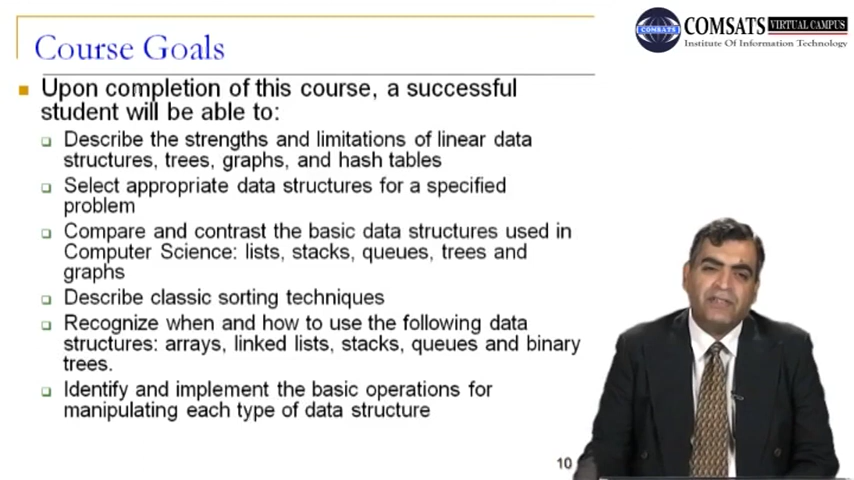 COMSATS VIRTUAL CAMPUS
COMSATS
Institute Of Information Technology
Course Goals
Upon completion of this course, a successful
student will be able to:
Describe the strengths and limitations of linear data
structures, trees, graphs, and hash tables
Select appropriate data structures for a specified
problem
Compare and contrast the basic data structures used in
Computer Science: lists, stacks, queues, trees and
graphs
Describe classic sorting techniques
Recognize when and how to use the following data
structures: arrays, linked lists, stacks, queues and binary
trees.
Identify and implement the basic operations for
manipulating each type of data structure
10